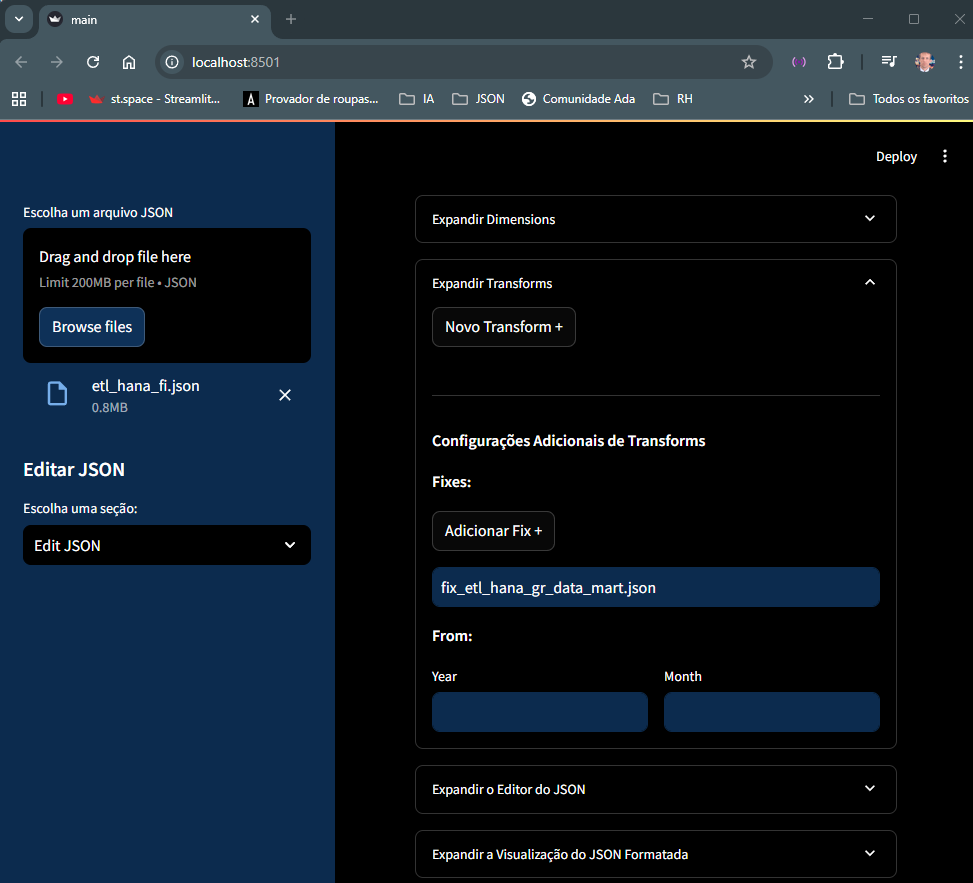 main
localhost:8501
st.space - Streamlit...
Provador de roupas...
IA
JSON
Comunidade Ada
RH
Todos os favoritos
Deploy
Escolha um arquivo JSON
Drag and drop file here
Limit 200MB per file • JSON
Browse files
etl_hana_fi.json
0.8MB
Editar JSON
Escolha uma seção:
Edit JSON
Expandir Dimensions
Expandir Transforms
Novo Transform +
Configurações Adicionais de Transforms
Fixes:
Adicionar Fix +
fix_etl_hana_gr_data_mart.json
From:
Year
Month
Expandir o Editor do JSON
Expandir a Visualização do JSON Formatada